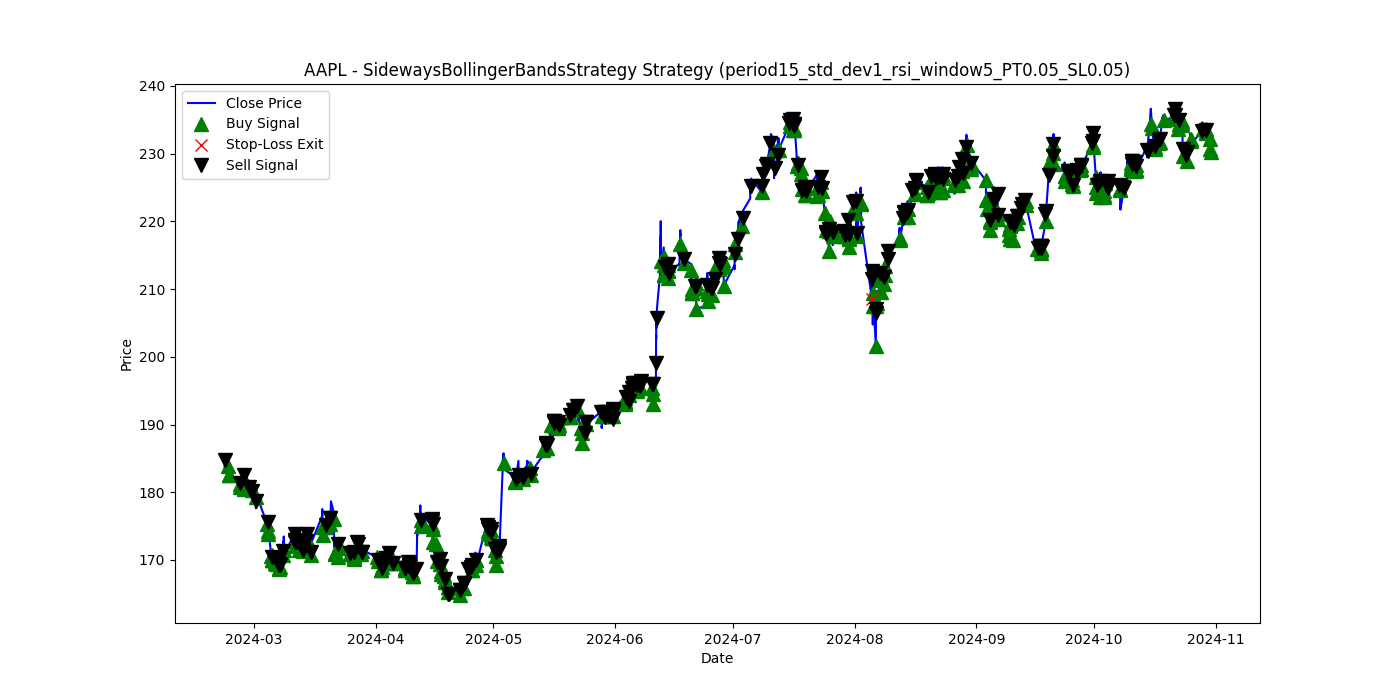 AAPL - SidewaysBollingerBandsStrategy Strategy (period15_std_dev1_rsi_window5_PT0.05_SL0.05)
Close Price
Buy Signal
Stop-Loss Exit
Sell Signal
240
230
220
210
200
190
180
170
Price
2024-03 2024-04 2024-05 2024-06 2024-07 2024-08 2024-09 2024-10 2024-11
Date